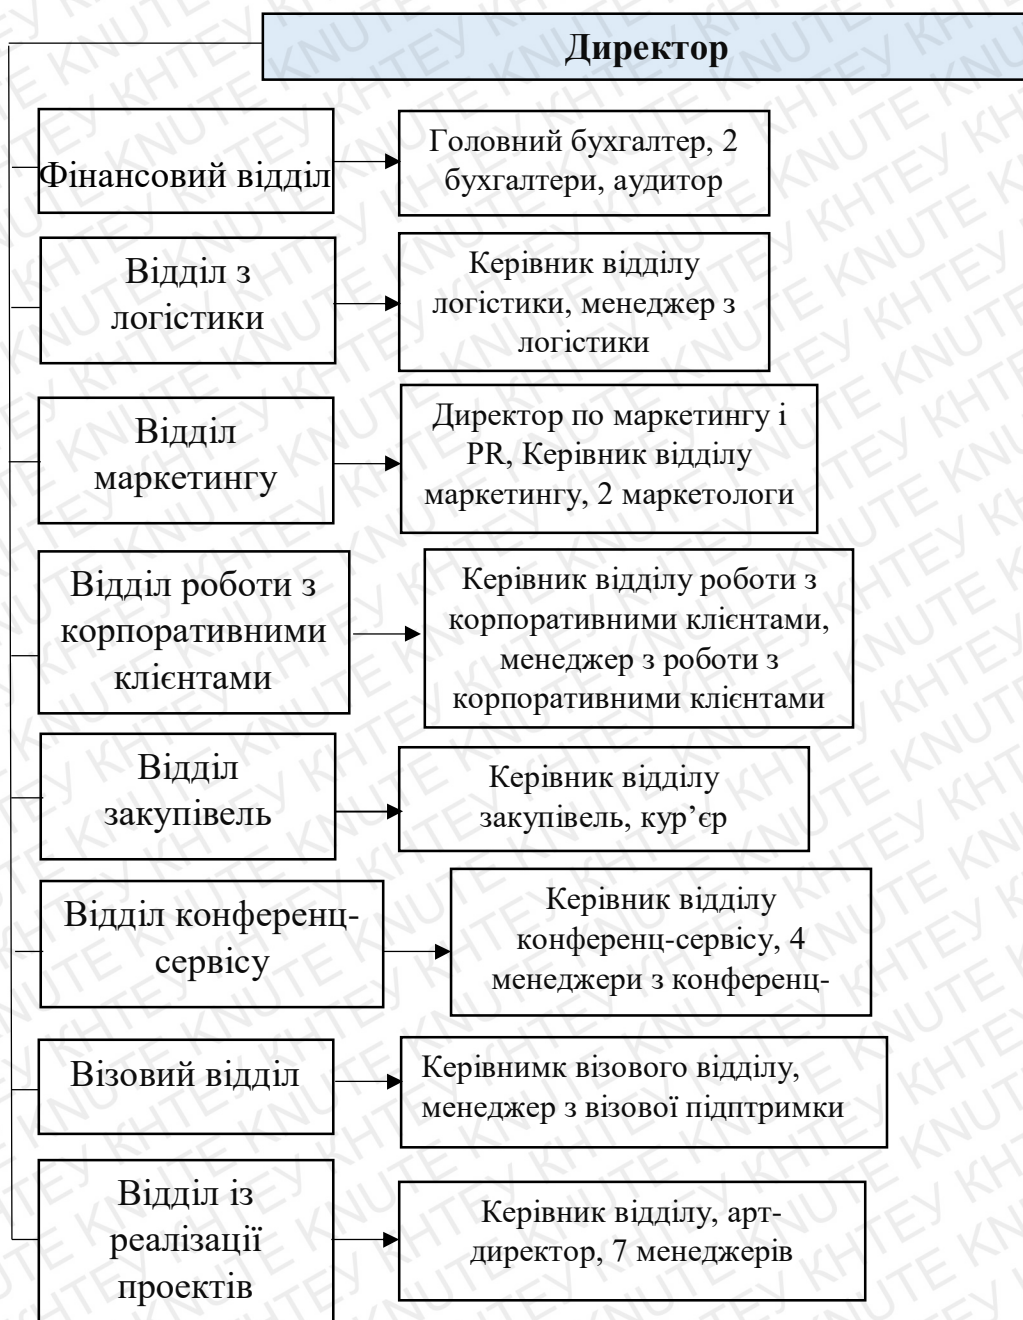 Директор
Фінансовий відділ
Головний бухгалтер, 2
бухгалтери, аудитор
Відділ з
логістики
Керівник відділу
логістики, менеджер з
логістики
Відділ
маркетингу
Директор по маркетингу і
PR, Керівник відділу
маркетингу, 2 маркетологи
Відділ роботи з
корпоративними
клієнтами
Керівник відділу роботи з
корпоративними клієнтами,
менеджер з роботи з
корпоративними клієнтами
Відділ
закупівель
Керівник відділу
закупівель, кур’єр
Відділ конференц-
сервісу
Керівник відділу
конференц-сервісу, 4
менеджери з конференц-
Візовий відділ
Керівнимк візового відділу,
менеджер з візової підптримки
Відділ із
реалізації
проектів
Керівник відділу, арт-
директор, 7 менеджерів